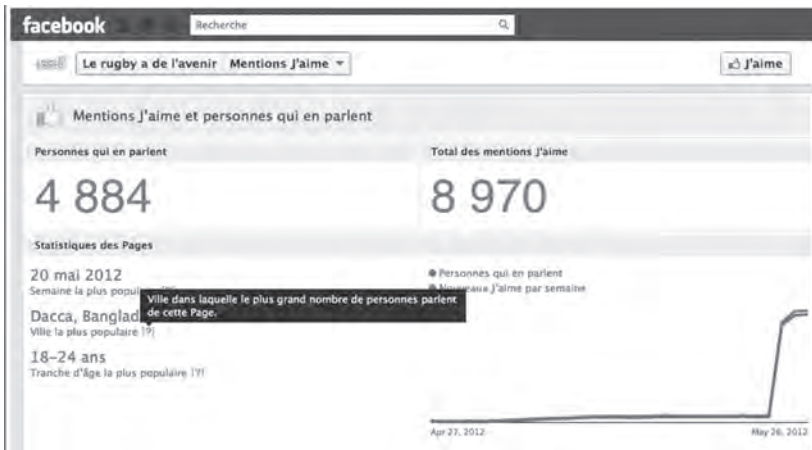 facebook
Recherche
Le rugby a de l'avenir Mentions J'aime
J'aime
Mentions J'aime et personnes qui en parlent
Personnes qui en parlent
4 884
Total des mentions J'aime
8 970
Statistiques des Pages
20 mai 2012
Semaine la plus
Ville dans laquelle le plus grand nombre de personnes parlent
de cette Page.
Dacca, Banglad
Ville la plus populaire [?]
18–24 ans
Tranche d'âge la plus populaire [?]
Personnes qui en parlent
J'aime par semaine
Apr 27, 2012
May 26, 2012